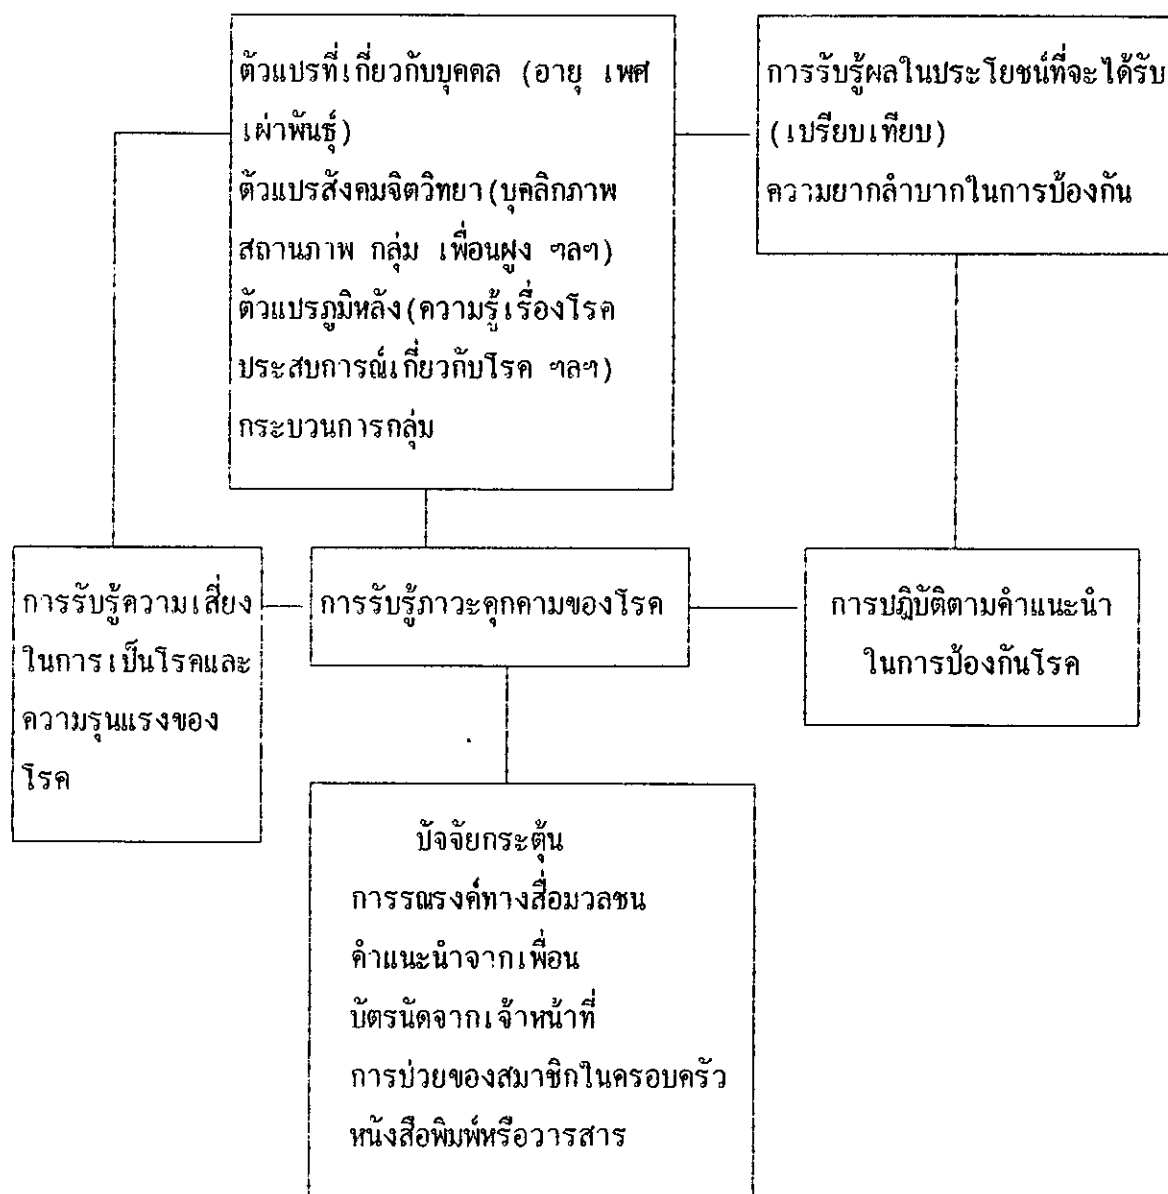 ตัวแปรที่เกี่ยวกับบุคคล (อายุ เพศ
เผ่าพันธุ์)
ตัวแปรสังคมจิตวิทยา(บุคลิกภาพ
สถานภาพ กลุ่ม เพื่อนฝูง ฯลฯ)
ตัวแปรภูมิหลัง(ความรู้เรื่องโรค
ประสบการณ์เกี่ยวกับโรค ฯลฯ)
กระบวนการกลุ่ม
การรับรู้ผลในประโยชน์ที่จะได้รับ
(เปรียบเทียบ)
ความยากลำบากในการป้องกัน
การรับรู้ความเสี่ยง
ในการเป็นโรคและ
ความรุนแรงของ
โรค
การรับรู้ภาวะคุกคามของโรค
การปฏิบัติตามคำแนะนำ
ในการป้องกันโรค
ปัจจัยกระตุ้น
การรณรงค์ทางสื่อมวลชน
คำแนะนำจากเพื่อน
บัตรนัดจากเจ้าหน้าที่
การป่วยของสมาชิกในครอบครัว
หนังสือพิมพ์หรือวารสาร